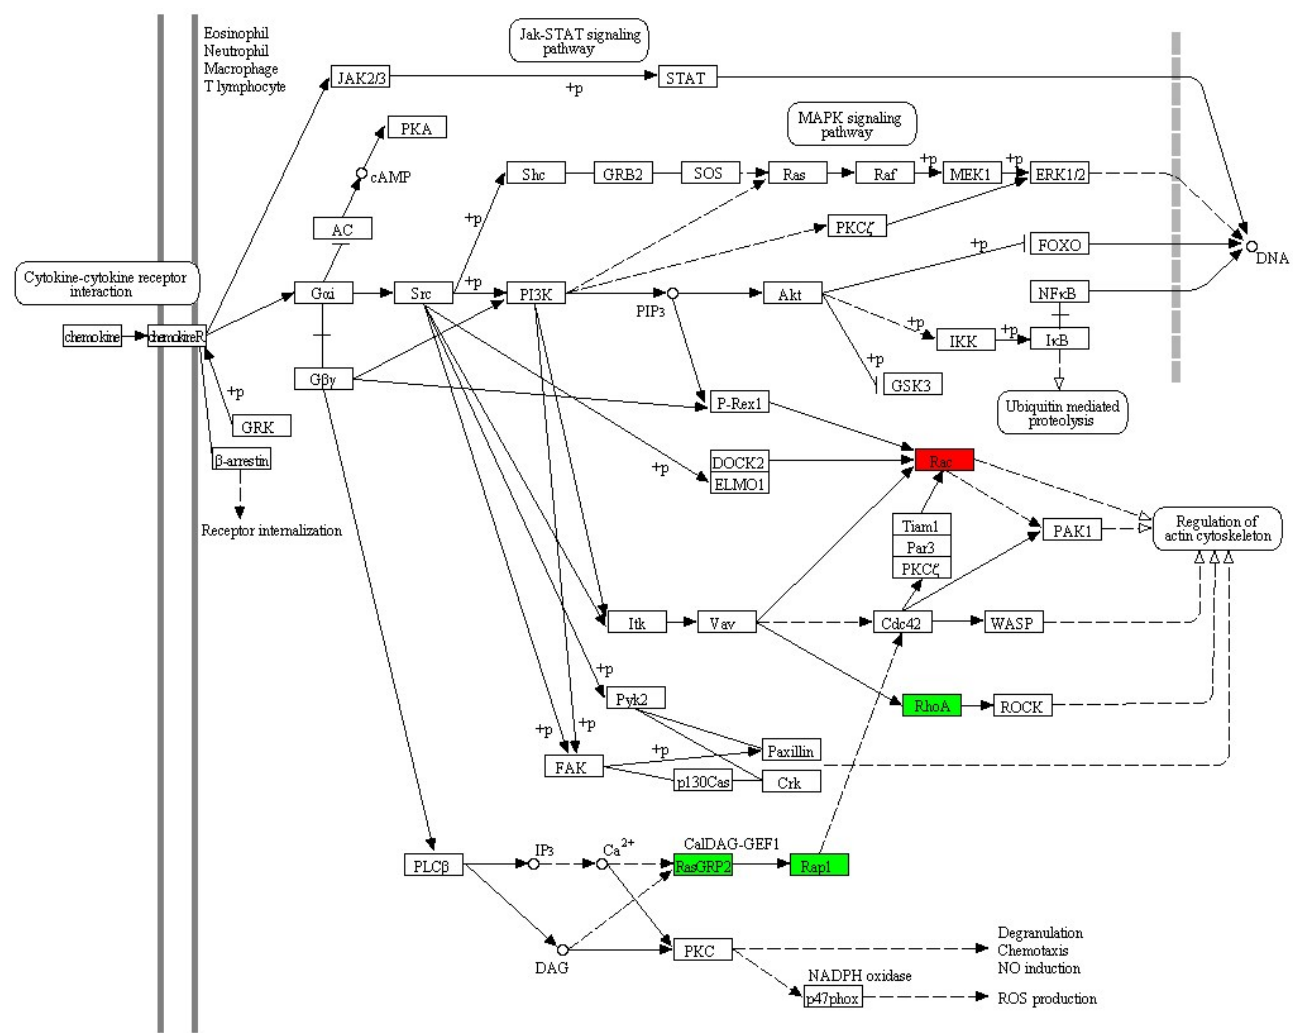 Eosinophil
Neutrophil
Macrophage
T lymphocyte
Jak-STAT signaling
pathway
JAK2/3
+p
STAT
MAPK signaling
pathway
PKA
cAMP
AC
+p
Shc
GRB2
SOS
Ras
Raf
+p
MEK1
+p
ERK1/2
PKCζ
+p
FOXO
DNA
Cytokine-cytokine receptor
interaction
Gαi
Src
+p
PI3K
PIP3
Akt
NFκB
chemokine
chemokineR
+p
IKK
+p
IκB
Gβγ
+p
GSK3
+p
GRK
P-Rex1
Ubiquitin mediated
proteolysis
β-arrestin
+p
DOCK2
ELMO1
Rac
Receptor internalization
Tiam1
Par3
PKCζ
PAK1
Regulation of
actin cytoskeleton
Itk
Vav
Cdc42
WASP
+p
Pyk2
RhoA
ROCK
+p
+p
FAK
+p
Paxillin
p130Cas
Crk
PLCβ
IP3
Ca2+
CalDAG-GEF1
RasGRP2
Rap1
DAG
PKC
Degranulation
Chemotaxis
NO induction
NADPH oxidase
p47phox
ROS production